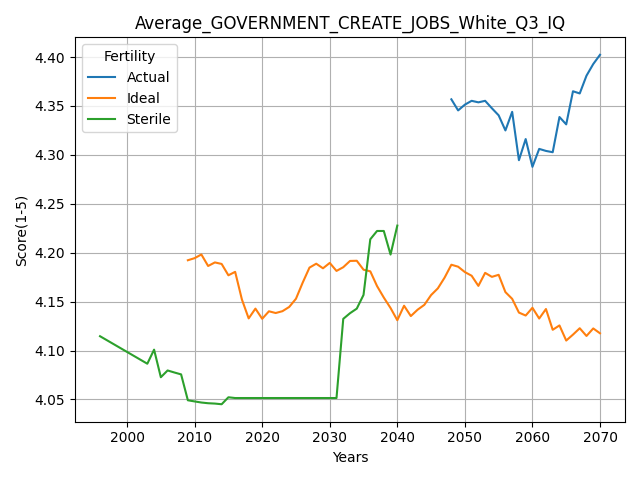 Average_GOVERNMENT_CREATE_JOBS_White_Q3_IQ
Fertility
Actual
Ideal
Sterile
Score(1-5)
4.40
4.35
4.30
4.25
4.20
4.15
4.10
4.05
2000 2010 2020 2030 2040 2050 2060 2070
Years